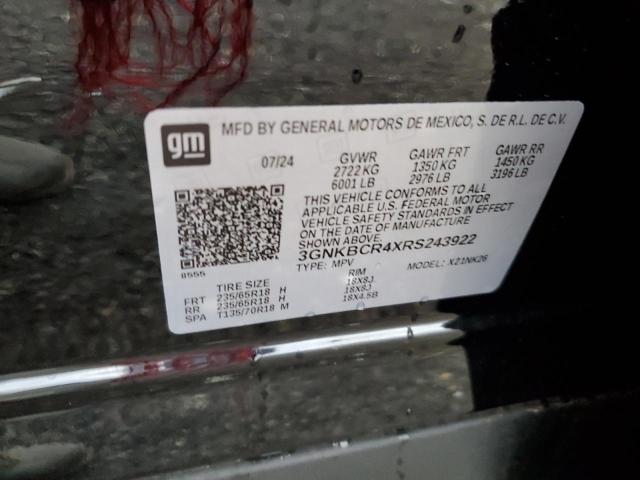 gm MFD BY GENERAL MOTORS DE MEXICO, S. DE R.L. DE C.V.
07/24 GVWR GAWR FRT GAWR RR
2722 KG 1350 KG 1450 KG
6001 LB 2976 LB 3196 LB
THIS VEHICLE CONFORMS TO ALL
APPLICABLE U.S. FEDERAL MOTOR
VEHICLE SAFETY STANDARDS IN EFFECT
ON THE DATE OF MANUFACTURE
SHOWN ABOVE.
3GNKBCR4XRS243922
8555 TYPE: MPV MODEL: X21NK26
TIRE SIZE RIM
FRT 235/65R18 H 18X8J
RR 235/65R18 H 18X8J
SPA T135/70R18 M 18X4.5B